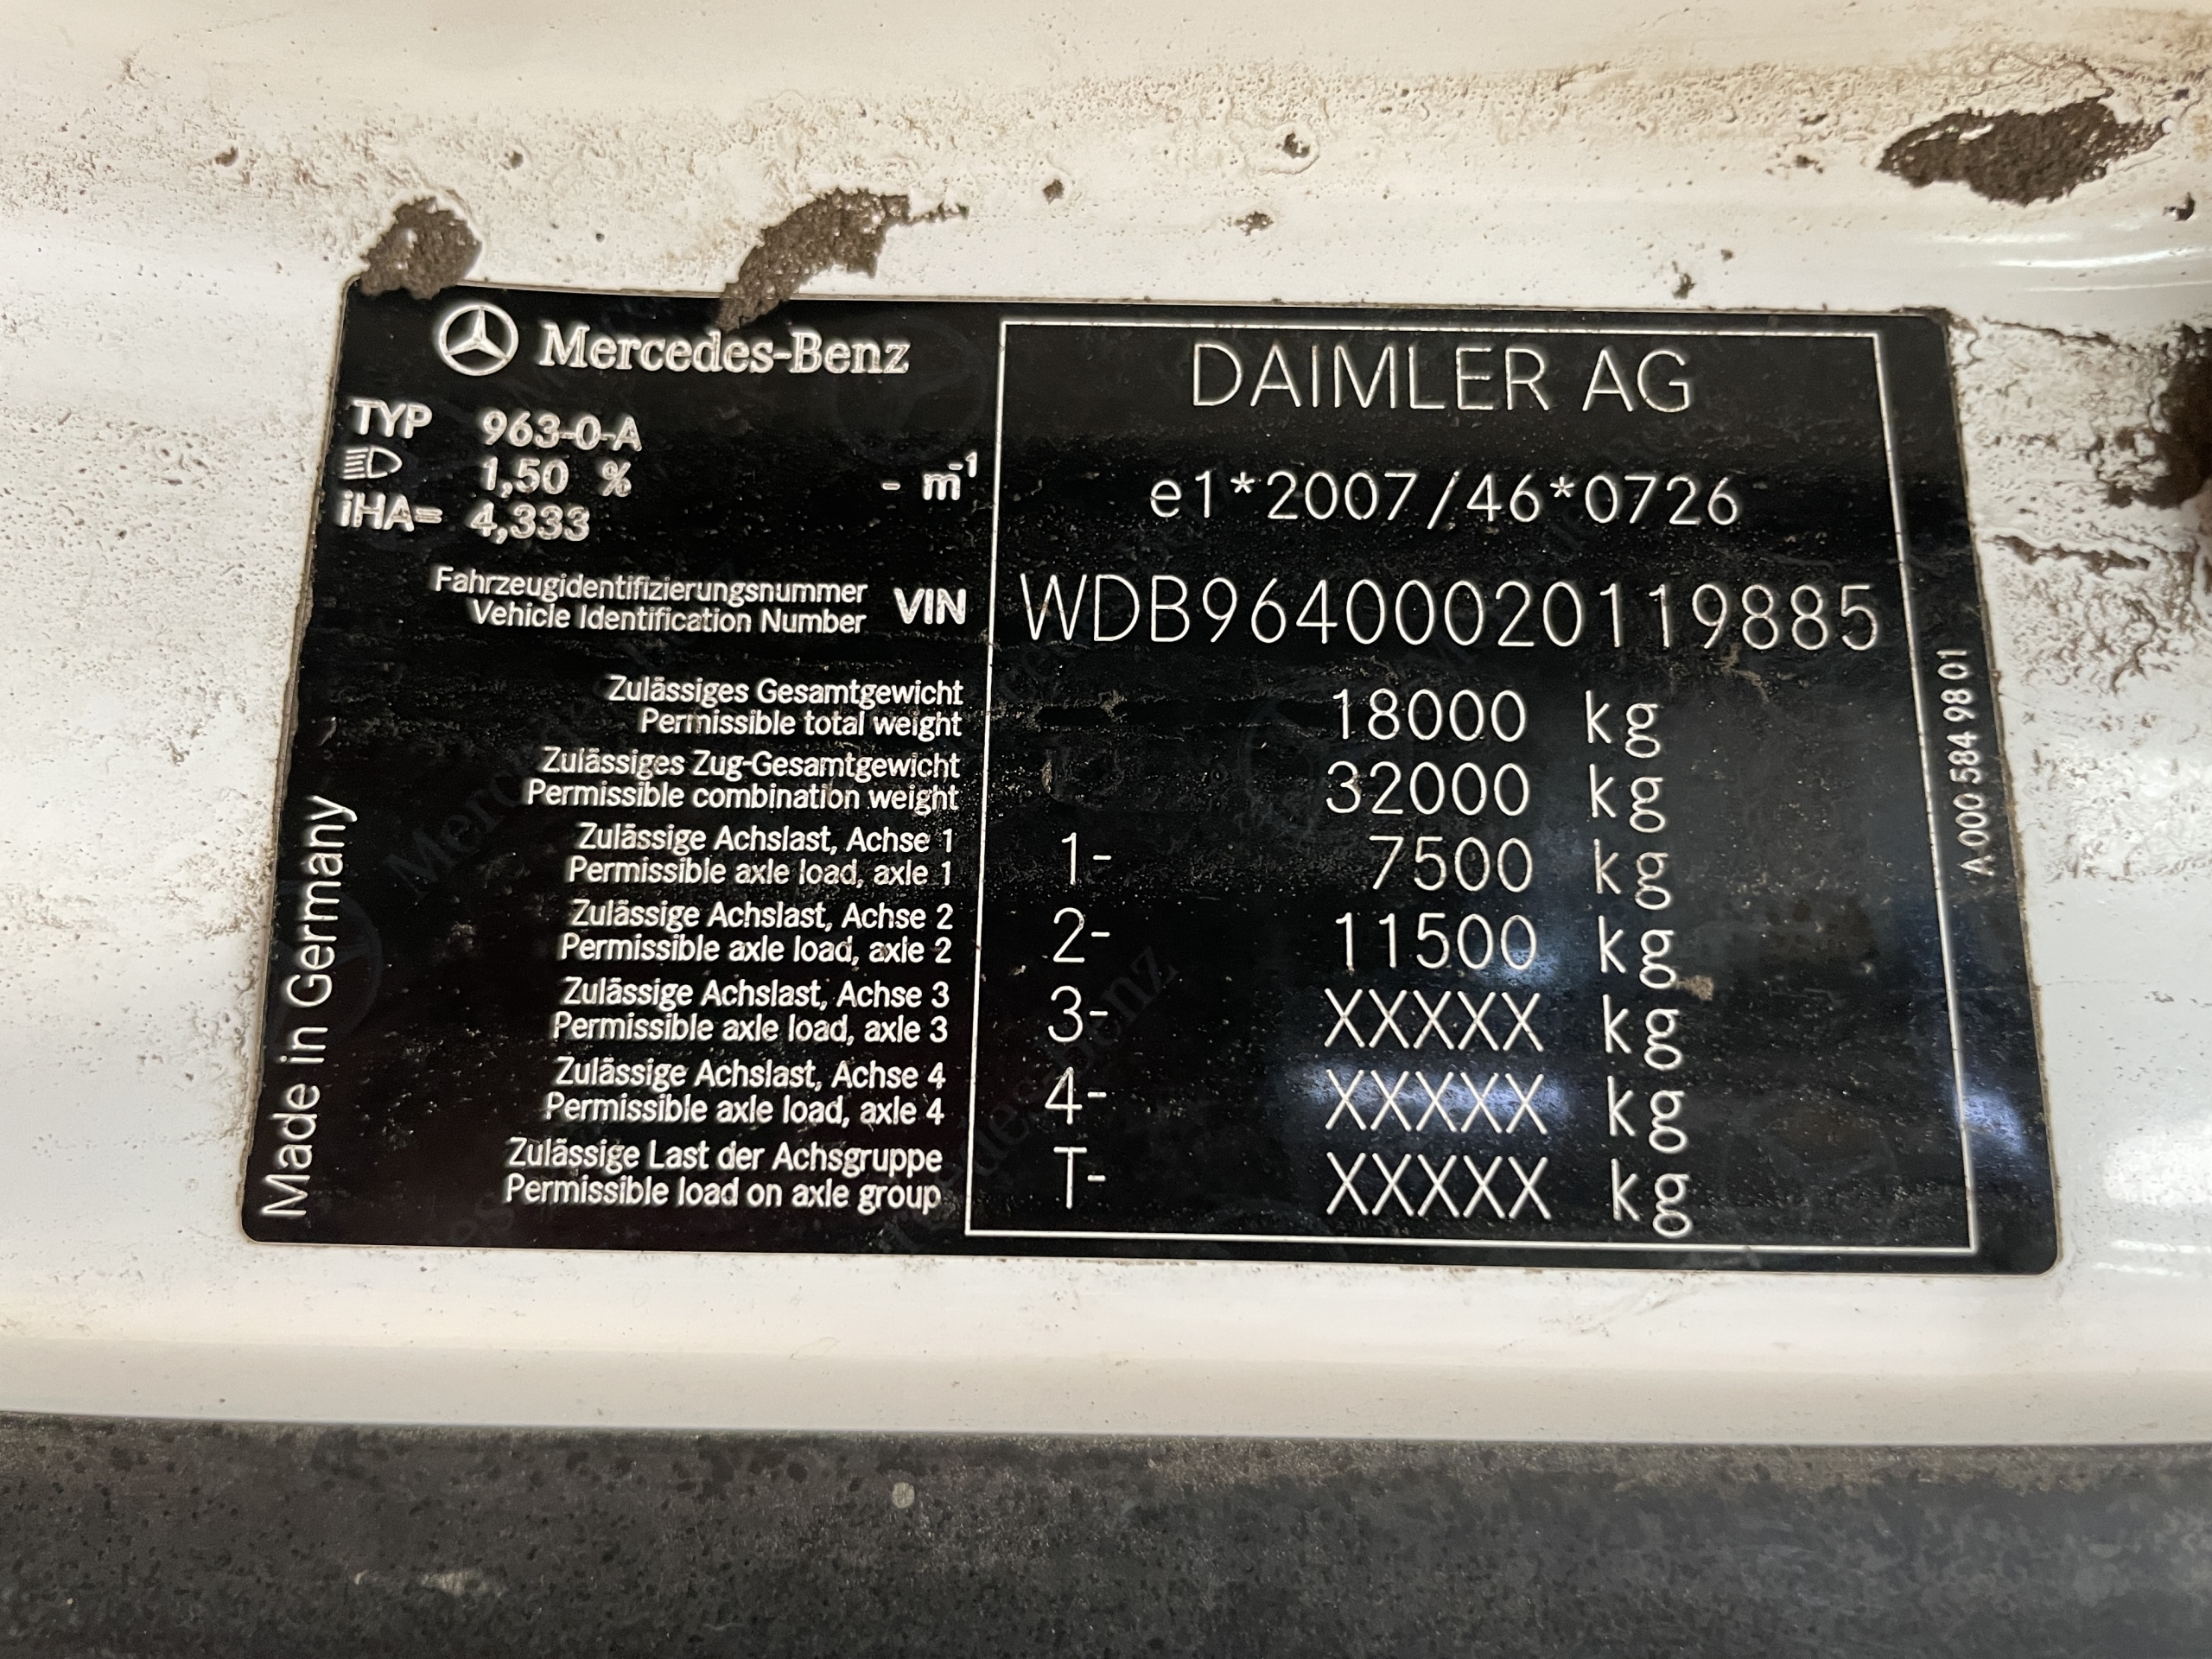 Mercedes-Benz
TYP 963-0-A
1,50 % - m-1
iHA= 4,333
DAIMLER AG
e1*2007/46*0726
Fahrzeugidentifizierungsnummer
Vehicle Identification Number
VIN WDB96400020119885
Zulässiges Gesamtgewicht
Permissible total weight
18000 kg
Zulässiges Zug-Gesamtgewicht
Permissible combination weight
32000 kg
Zulässige Achslast, Achse 1
Permissible axle load, axle 1
1- 7500 kg
Zulässige Achslast, Achse 2
Permissible axle load, axle 2
2- 11500 kg
Zulässige Achslast, Achse 3
Permissible axle load, axle 3
3- XXXXX kg
Zulässige Achslast, Achse 4
Permissible axle load, axle 4
4- XXXXX kg
Zulässige Last der Achsgruppe
Permissible load on axle group
T- XXXXX kg
Made in Germany
A 000 584 98 01